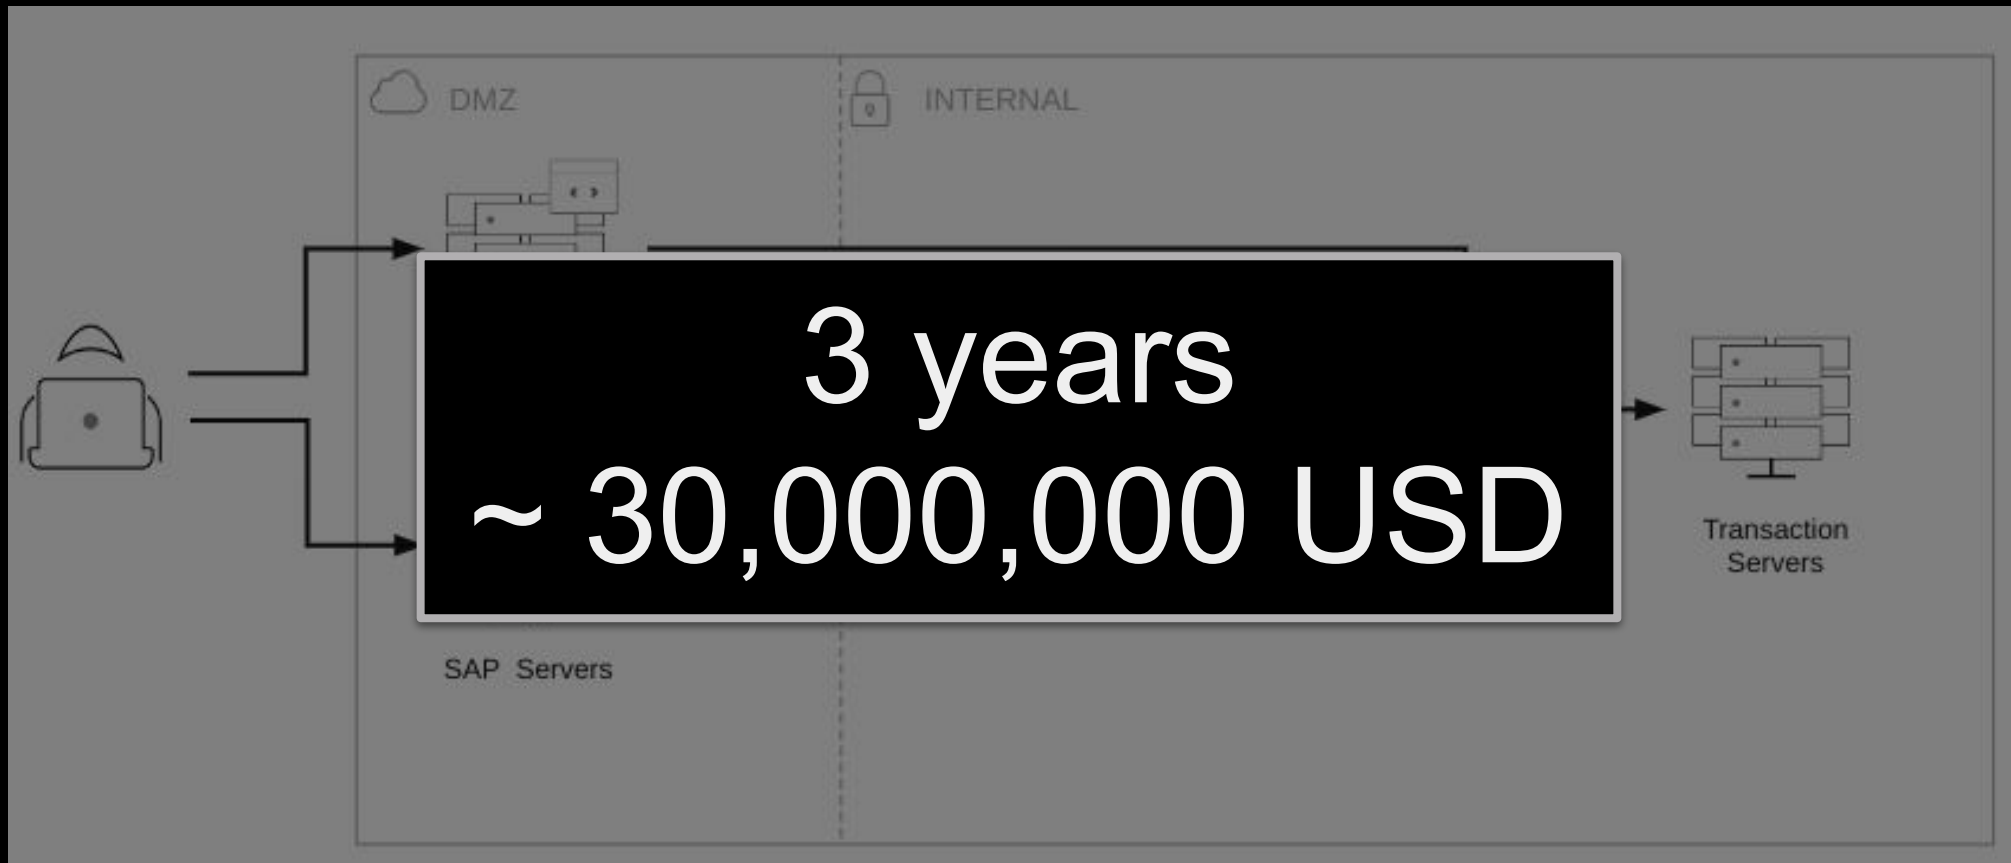 DMZ
INTERNAL
3 years
~ 30,000,000 USD
Transaction
Servers
SAP Servers